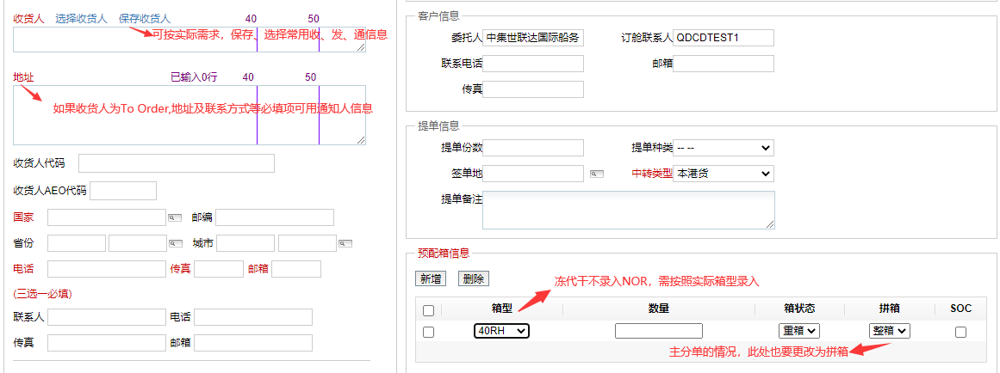 收货人 选择收货人 保存收货人 40 50
可按实际需求，保存、选择常用收、发、通信息
地址 已输入0行 40 50
如果收货人为To Order,地址及联系方式等必填项可用通知人信息
收货人代码
收货人AEO代码
国家 邮编
省份 城市
电话 传真 邮箱
(三选一必填)
联系人 电话
传真 邮箱
客户信息
委托人 中集世联达国际船务 订舱联系人 QDCDTEST1
联系电话 邮箱
传真
提单信息
提单份数 提单种类 -- --
签单地 中转类型 本港货
提单备注
预配箱信息
新增 删除
冻代干不录入NOR，需按照实际箱型录入
箱型 数量 箱状态 拼箱 SOC
40RH 重箱 整箱
主分单的情况，此处也要更改为拼箱